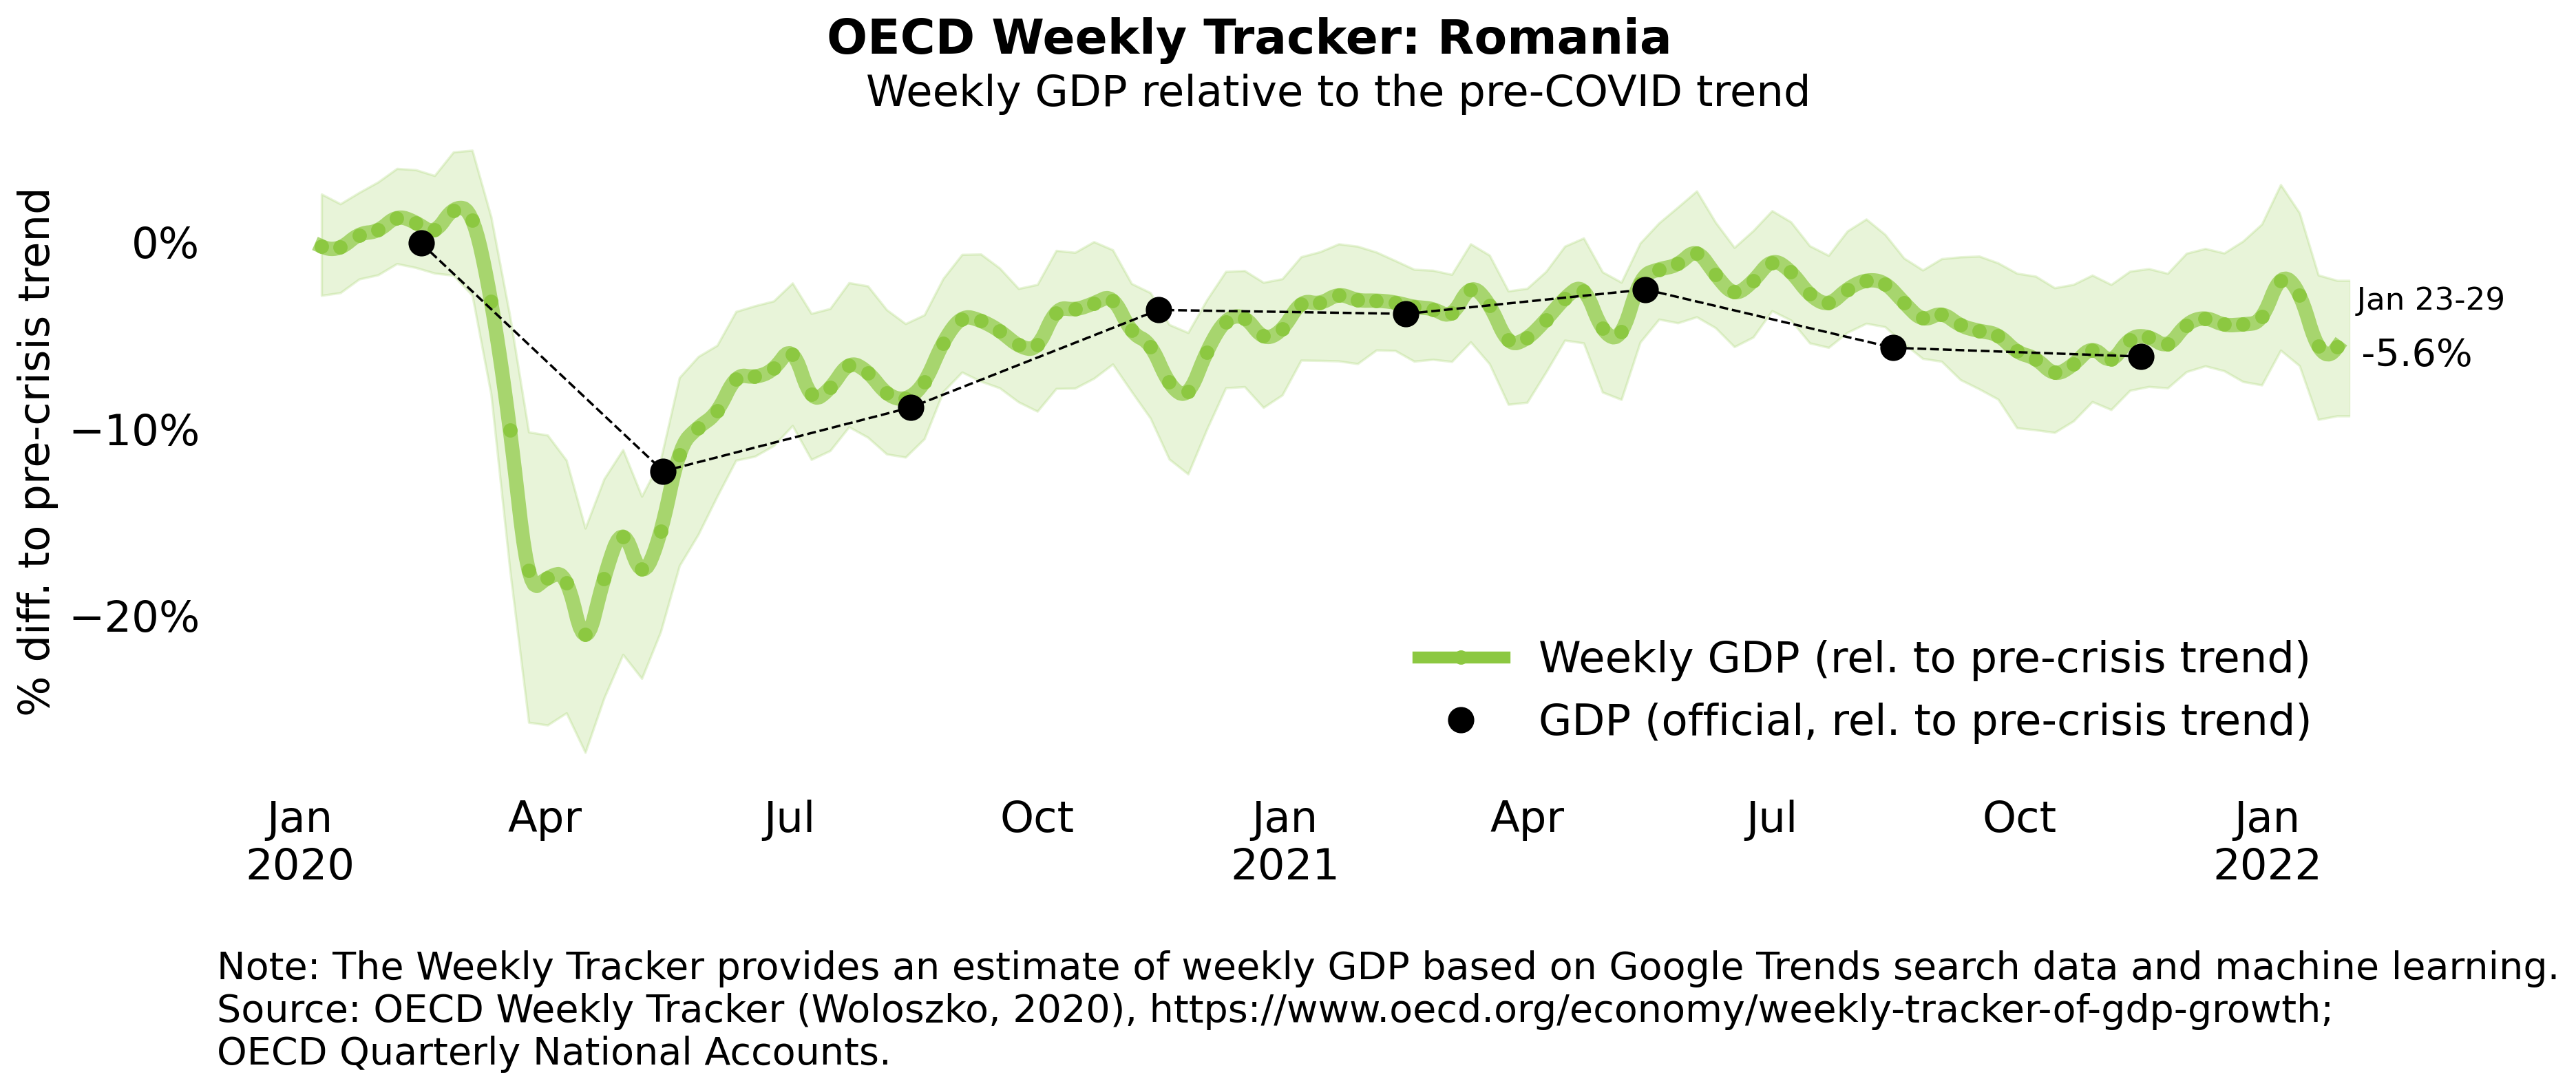 OECD Weekly Tracker: Romania
Weekly GDP relative to the pre-COVID trend
% diff. to pre-crisis trend
0%
−10%
−20%
Jan 23-29
-5.6%
Weekly GDP (rel. to pre-crisis trend)
GDP (official, rel. to pre-crisis trend)
Jan Apr Jul Oct Jan Apr Jul Oct Jan
2020 2021 2022
Note: The Weekly Tracker provides an estimate of weekly GDP based on Google Trends search data and machine learning.
Source: OECD Weekly Tracker (Woloszko, 2020), https://www.oecd.org/economy/weekly-tracker-of-gdp-growth;
OECD Quarterly National Accounts.